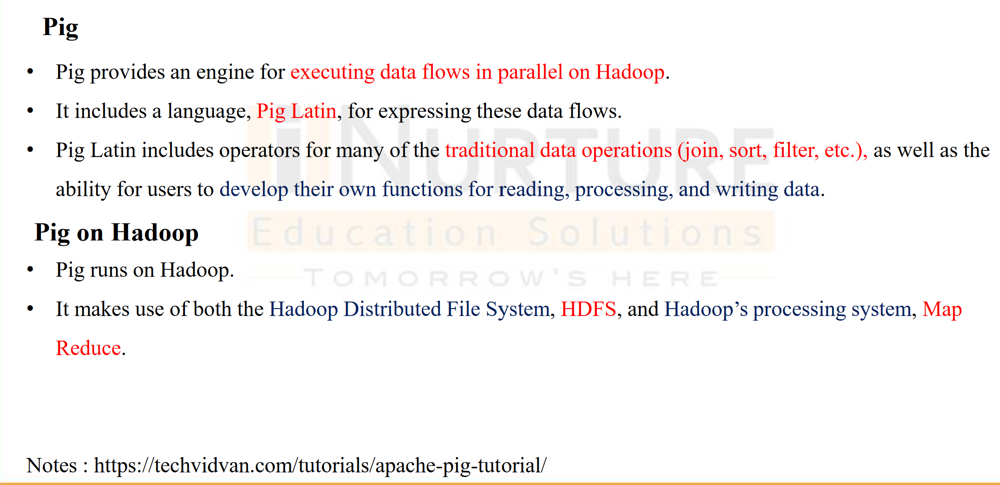 Pig
• Pig provides an engine for executing data flows in parallel on Hadoop.
• It includes a language, Pig Latin, for expressing these data flows.
• Pig Latin includes operators for many of the traditional data operations (join, sort, filter, etc.), as well as the
ability for users to develop their own functions for reading, processing, and writing data.
Pig on Hadoop
• Pig runs on Hadoop.
• It makes use of both the Hadoop Distributed File System, HDFS, and Hadoop’s processing system, Map
Reduce.
Notes : https://techvidvan.com/tutorials/apache-pig-tutorial/
iNURTURE
Education Solutions
TOMORROW'S HERE